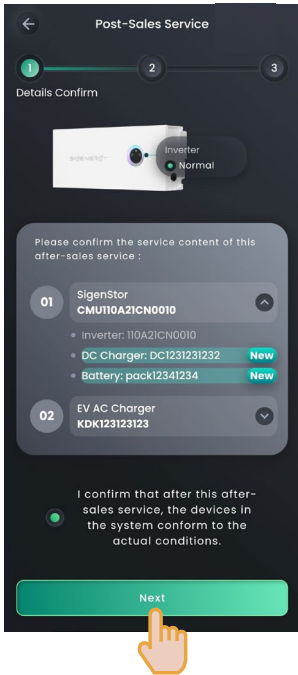 Post-Sales Service
1
2
3
Details Confirm
Inverter
Normal
Please confirm the service content of this
after-sales service :
01
SigenStor
CMU110A21CN0010
Inverter: 110A21CN0010
DC Charger: DC1231231232 New
Battery: pack12341234 New
02
EV AC Charger
KDK123123123
I confirm that after this after-
sales service, the devices in
the system conform to the
actual conditions.
Next